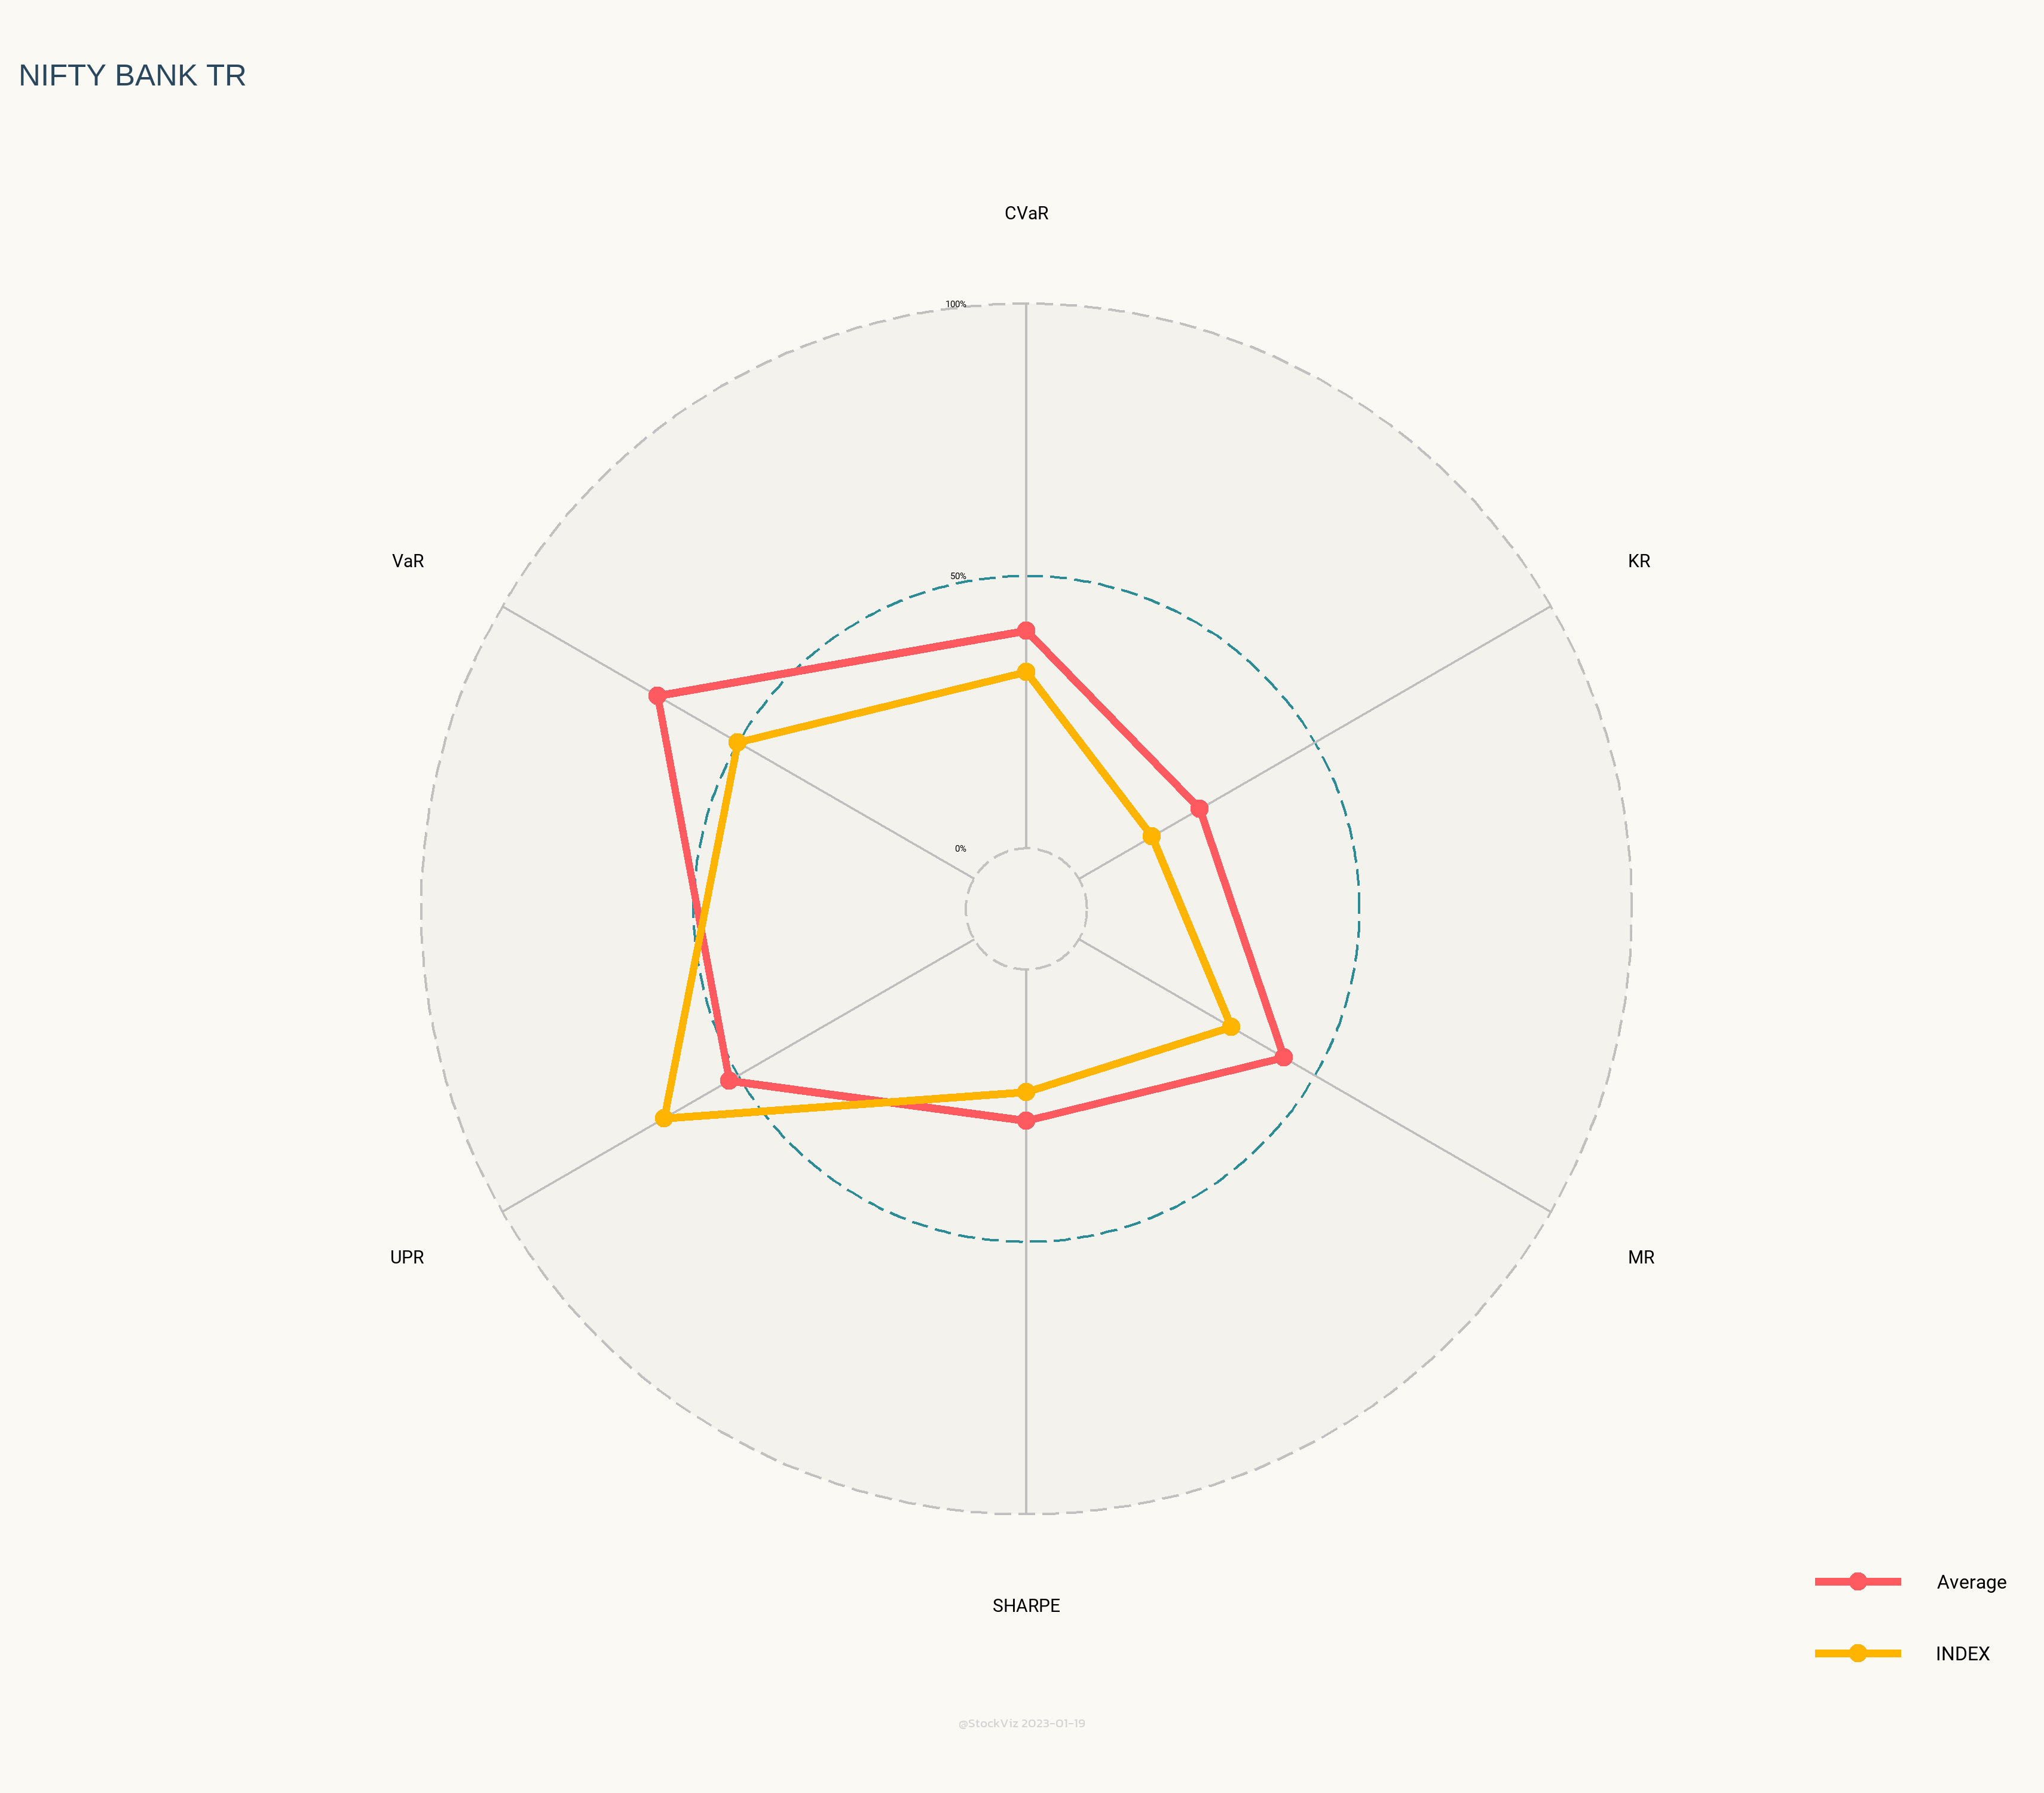 NIFTY BANK TR
CVaR
100%
VaR
KR
50%
0%
UPR
MR
Average
SHARPE
INDEX
@StockViz 2023-01-19